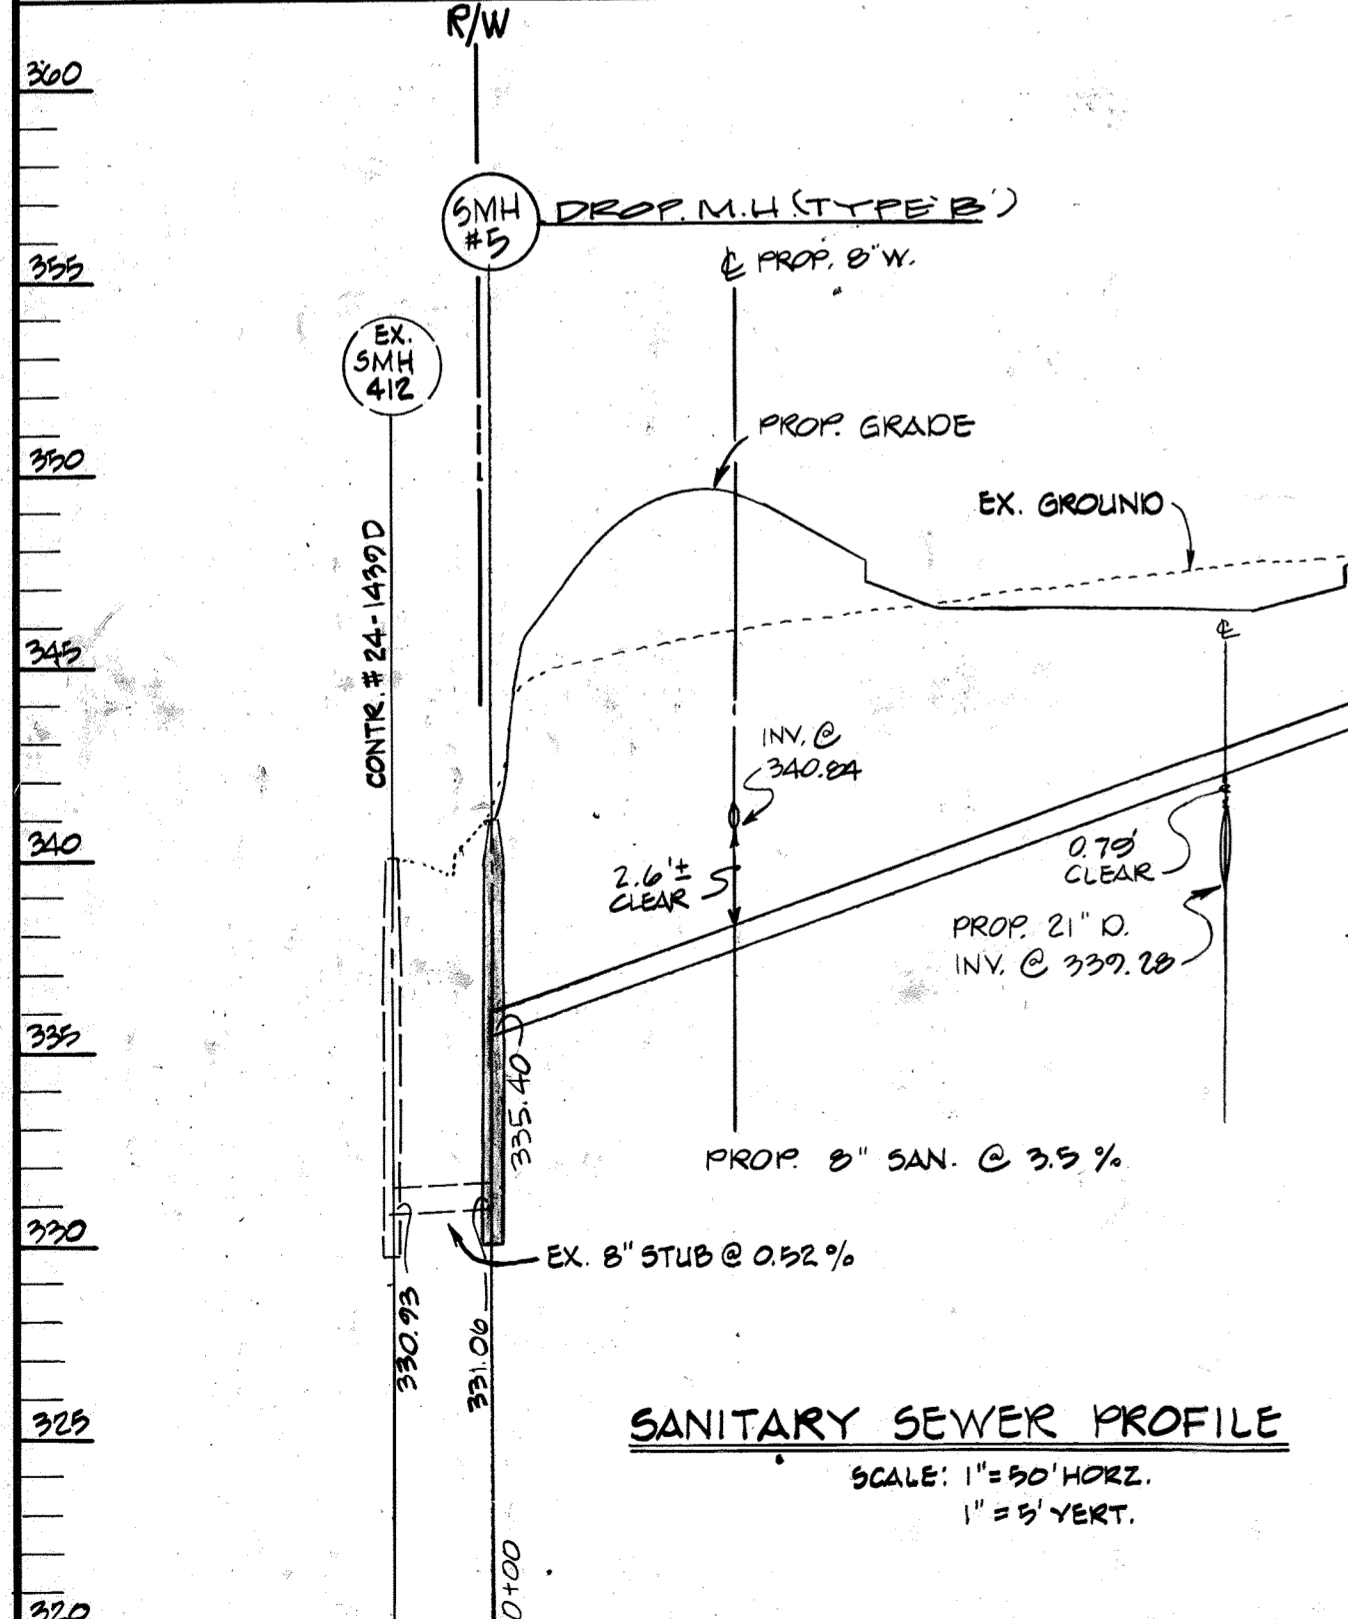 R/W
360
SMH
#5
DROP. M.H. (TYPE 'B')
355
℄ PROP. 8" W.
EX.
SMH
412
PROP. GRADE
350
EX. GROUND
CONTR. # 24-1439D
345
℄
INV. @
340.84
340
2.6'±
CLEAR
0.79'
CLEAR
PROP. 21" D.
INV. @ 339.28
335
335.40
PROP. 8" SAN. @ 3.5 %
330
EX. 8" STUB @ 0.52 %
330.93
331.06
325
SANITARY SEWER PROFILE
SCALE: 1" = 50' HORZ.
1" = 5' VERT.
0+00
320